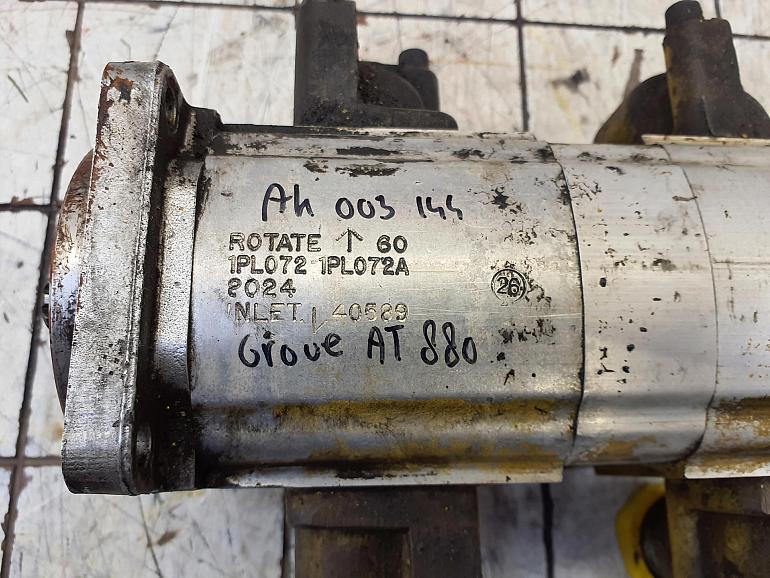 Ah 003 144
ROTATE ↑ 60
1PL072 1PL072A
2024
26
INLET. 40589
Grove AT 880